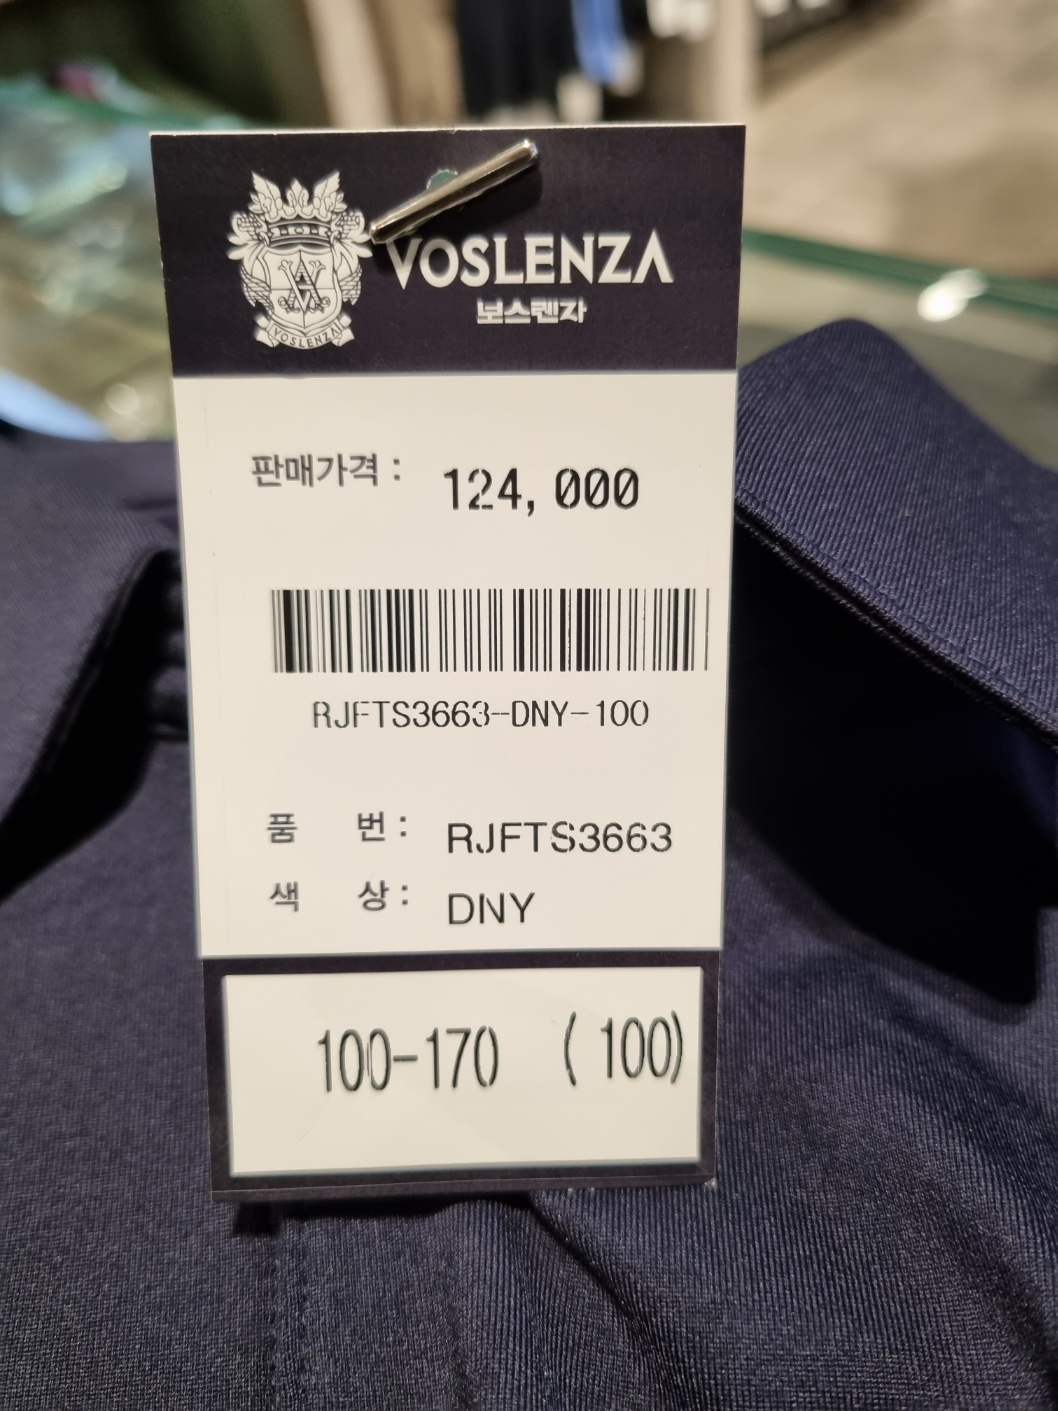 VOSLENZA
보스렌자
VOSLENZA
판매가격 : 124,000
RJFTS3663-DNY-100
품 번 : RJFTS3663
색 상 : DNY
100-170 (100)